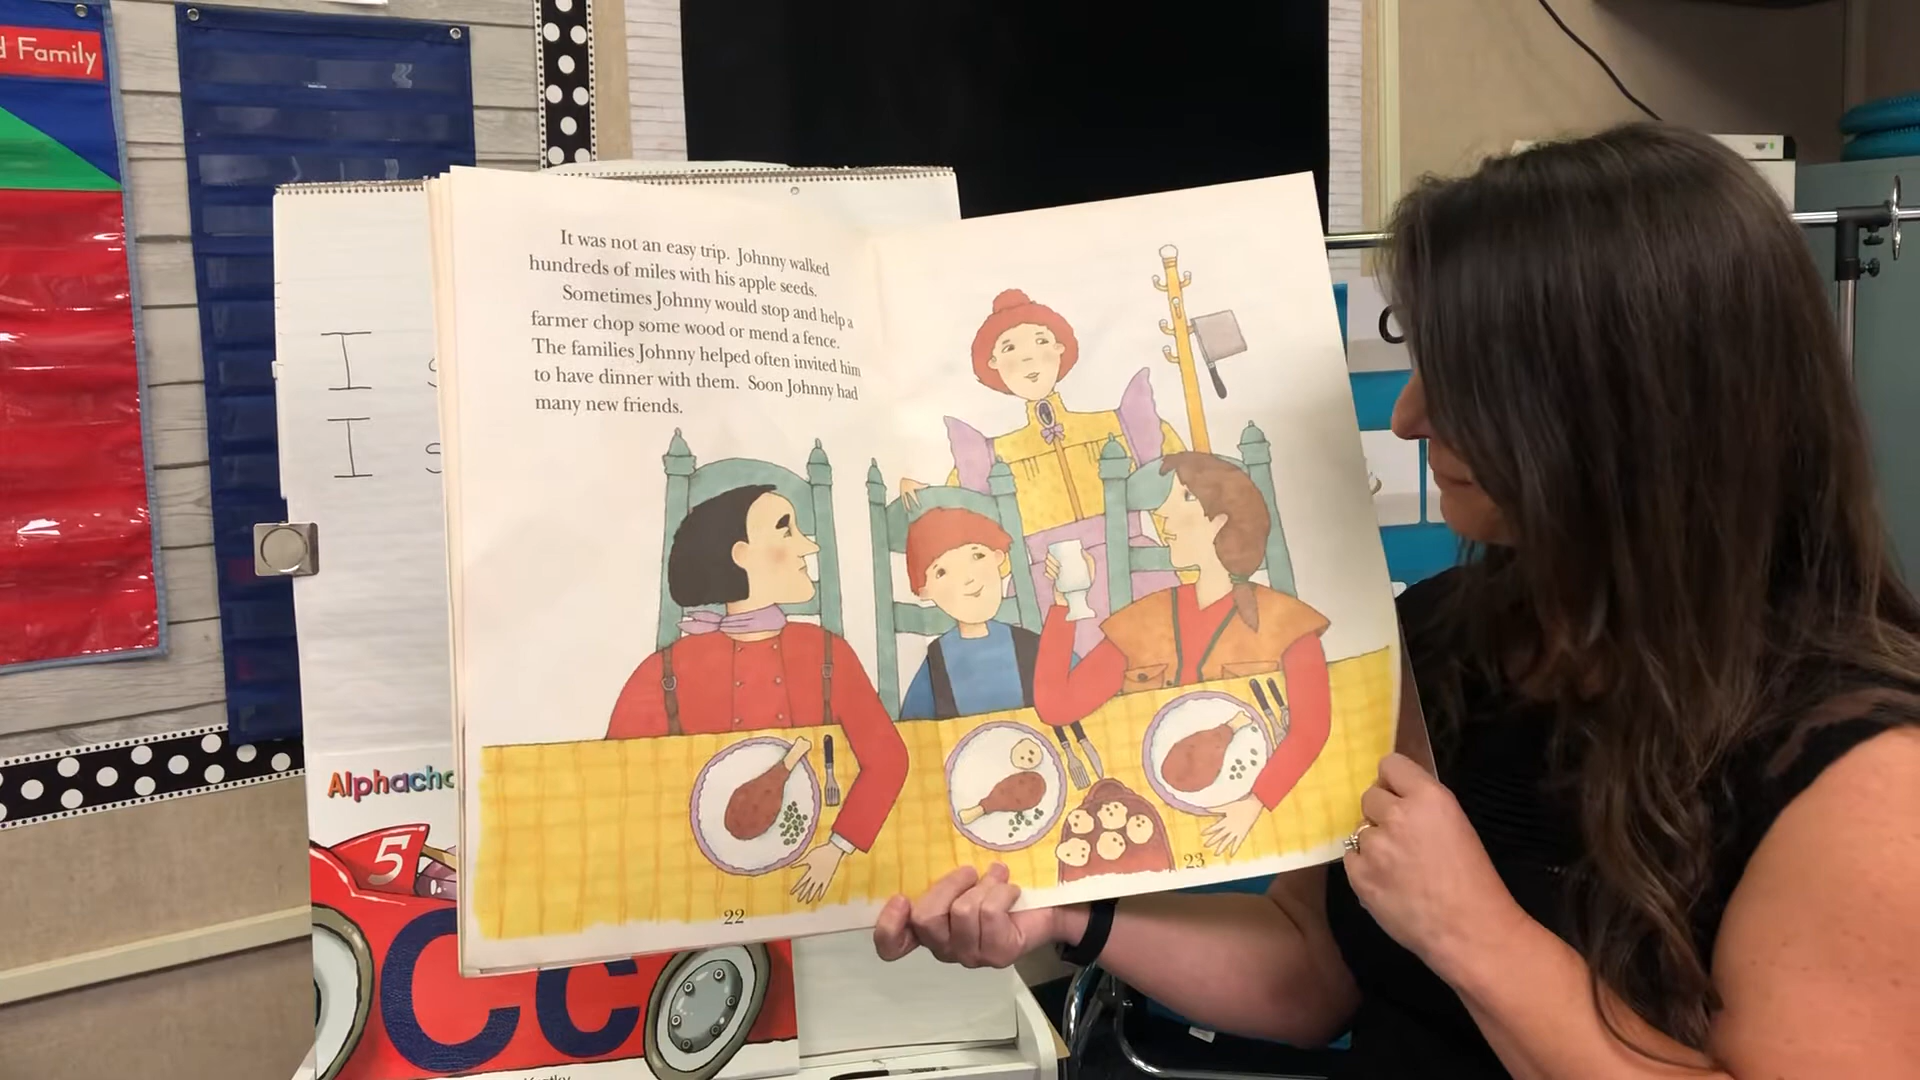 d Family
It was not an easy trip. Johnny walked
hundreds of miles with his apple seeds.
Sometimes Johnny would stop and help a
farmer chop some wood or mend a fence.
The families Johnny helped often invited him
to have dinner with them. Soon Johnny had
many new friends.
22
23
I s
I s
Alphacha
5
Cc